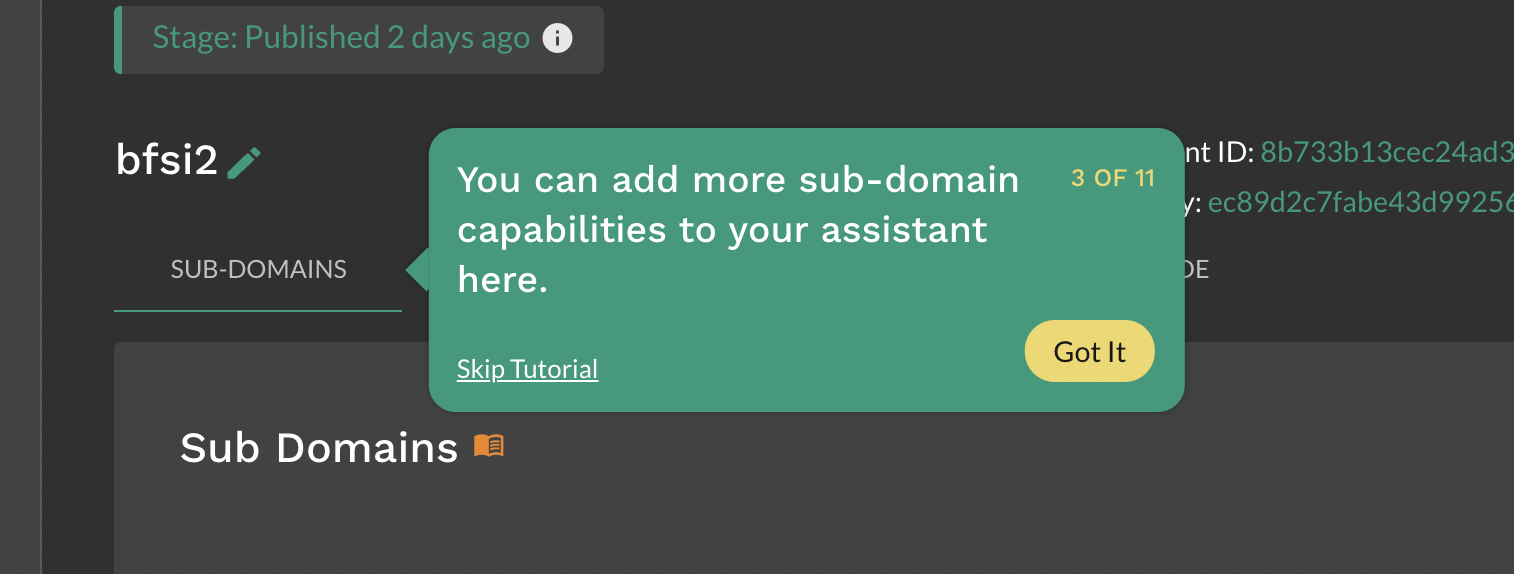 Stage: Published 2 days ago
bfsi2
You can add more sub-domain
capabilities to your assistant
here.
3 OF 11
nt ID: 8b733b13cec24ad3
y: ec89d2c7fabe43d99256
SUB-DOMAINS
DE
Skip Tutorial
Got It
Sub Domains